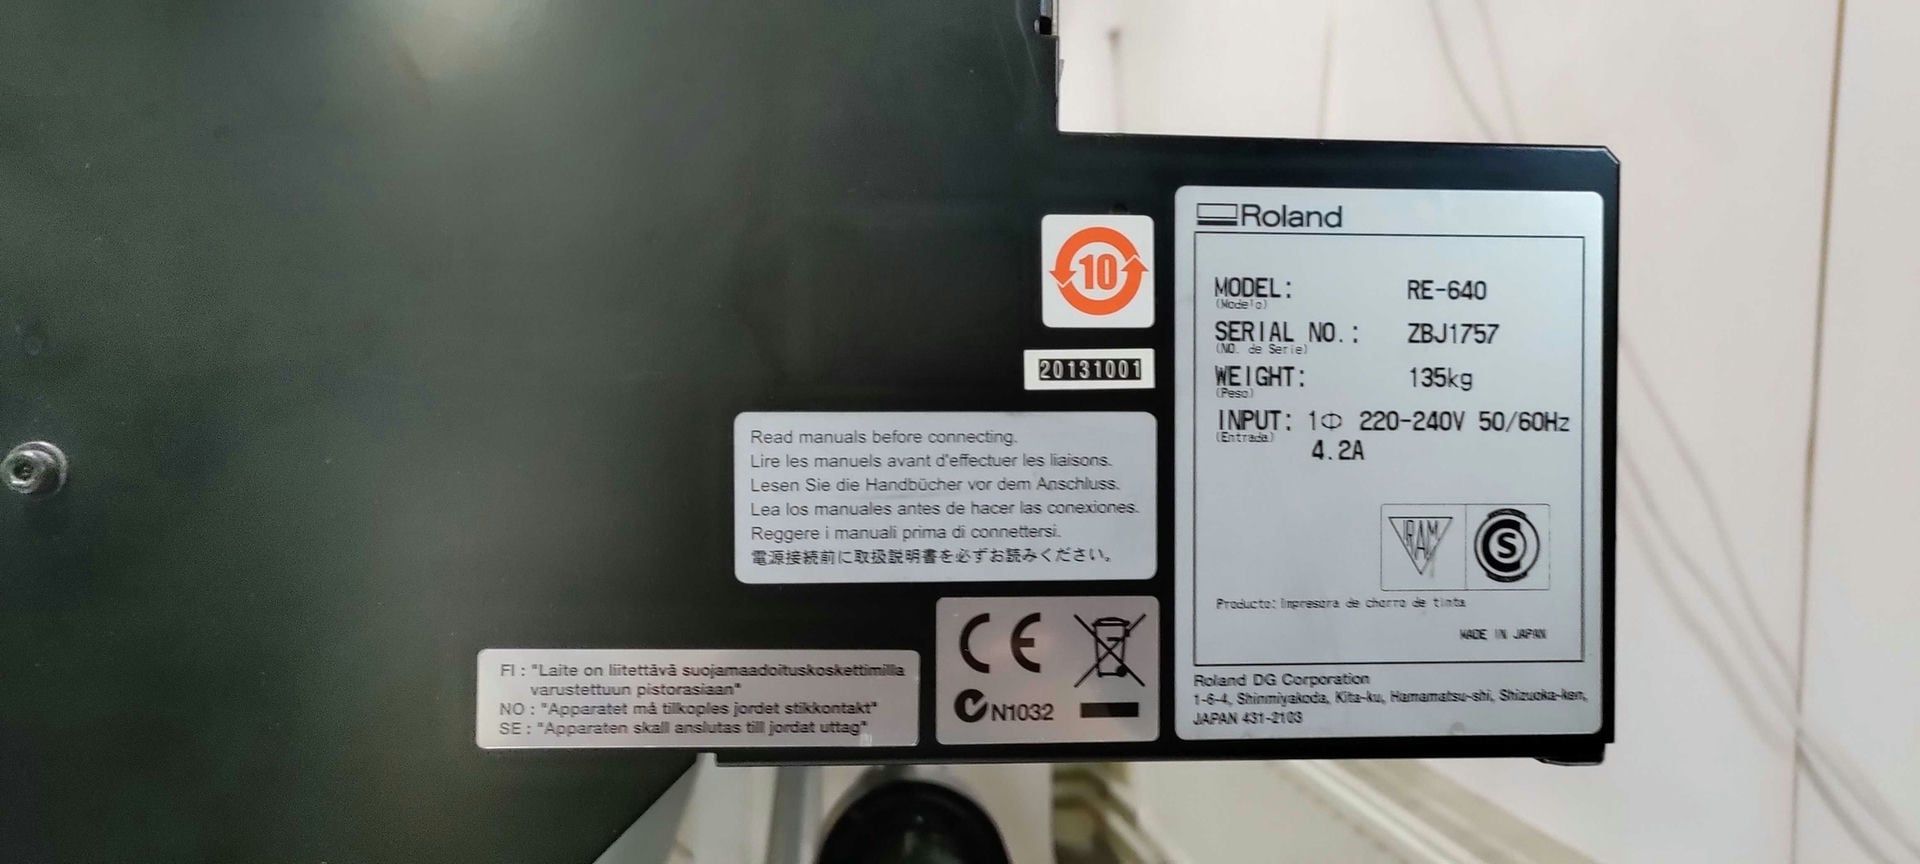 Roland
MODEL: RE-640
(Modelo)
SERIAL NO.: ZBJ1757
(NO. de Serie)
WEIGHT: 135kg
(Peso)
INPUT: 1Φ 220-240V 50/60Hz
(Entrada)
4.2A
IRAM
S
Producto: Impresora de chorro de tinta
MADE IN JAPAN
Roland DG Corporation
1-6-4, Shinmiyakoda, Kita-ku, Hamamatsu-shi, Shizuoka-ken,
JAPAN 431-2103
10
20131001
Read manuals before connecting.
Lire les manuels avant d'effectuer les liaisons.
Lesen Sie die Handbücher vor dem Anschluss.
Lea los manuales antes de hacer las conexiones.
Reggere i manuali prima di connettersi.
電源接続前に取扱説明書を必ずお読みください。
CE
N1032
FI : "Laite on liitettävä suojamaadoituskoskettimilla
varustettuun pistorasiaan"
NO : "Apparatet må tilkoples jordet stikkontakt"
SE : "Apparaten skall anslutas till jordat uttag"